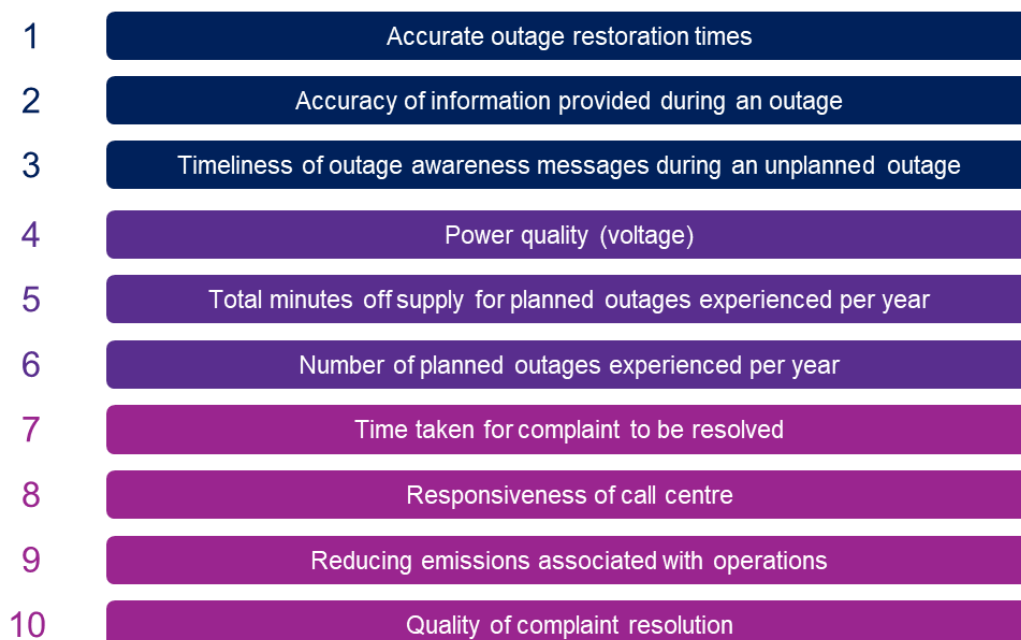 1 Accurate outage restoration times
2 Accuracy of information provided during an outage
3 Timeliness of outage awareness messages during an unplanned outage
4 Power quality (voltage)
5 Total minutes off supply for planned outages experienced per year
6 Number of planned outages experienced per year
7 Time taken for complaint to be resolved
8 Responsiveness of call centre
9 Reducing emissions associated with operations
10 Quality of complaint resolution